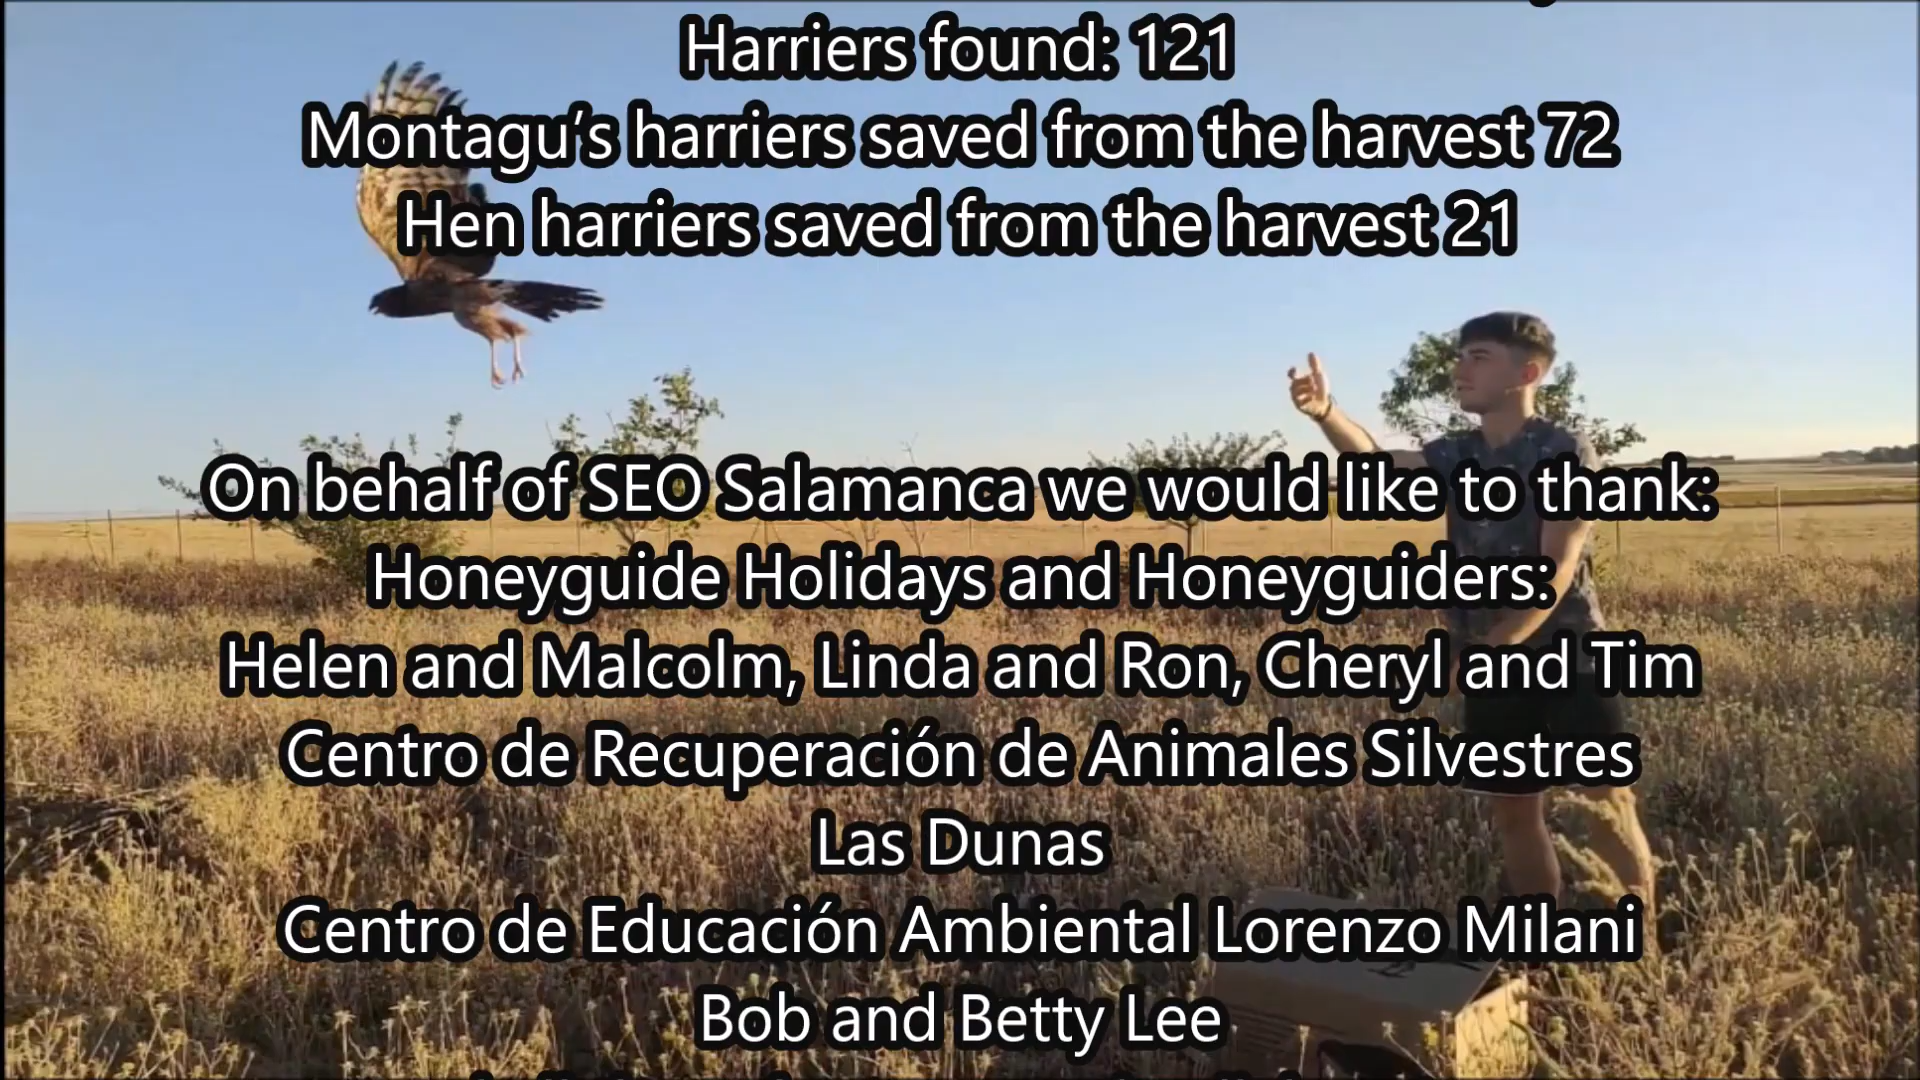 Harriers found: 121
Montagu’s harriers saved from the harvest 72
Hen harriers saved from the harvest 21
On behalf of SEO Salamanca we would like to thank:
Honeyguide Holidays and Honeyguiders:
Helen and Malcolm, Linda and Ron, Cheryl and Tim
Centro de Recuperación de Animales Silvestres
Las Dunas
Centro de Educación Ambiental Lorenzo Milani
Bob and Betty Lee